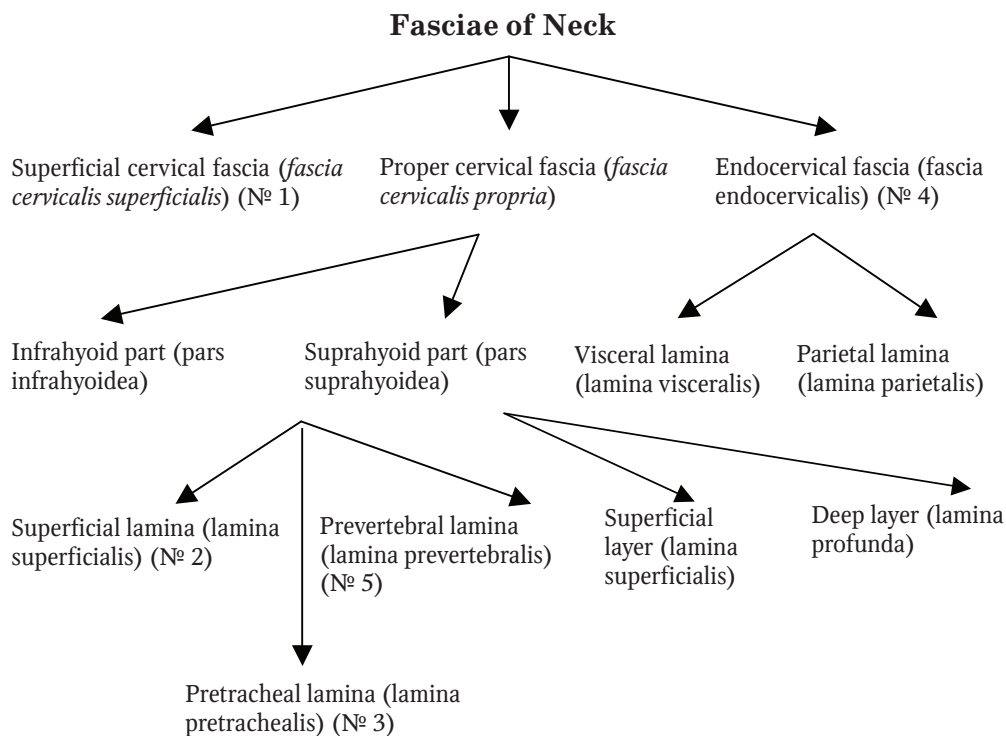 Fasciae of Neck
Superficial cervical fascia (fascia
cervicalis superficialis) (№ 1)
Proper cervical fascia (fascia
cervicalis propria)
Endocervical fascia (fascia
endocervicalis) (№ 4)
Infrahyoid part (pars
infrahyoidea)
Suprahyoid part (pars
suprahyoidea)
Visceral lamina
(lamina visceralis)
Parietal lamina
(lamina parietalis)
Superficial lamina (lamina
superficialis) (№ 2)
Prevertebral lamina
(lamina prevertebralis)
(№ 5)
Superficial
layer (lamina
superficialis)
Deep layer (lamina
profunda)
Pretracheal lamina (lamina
pretrachealis) (№ 3)